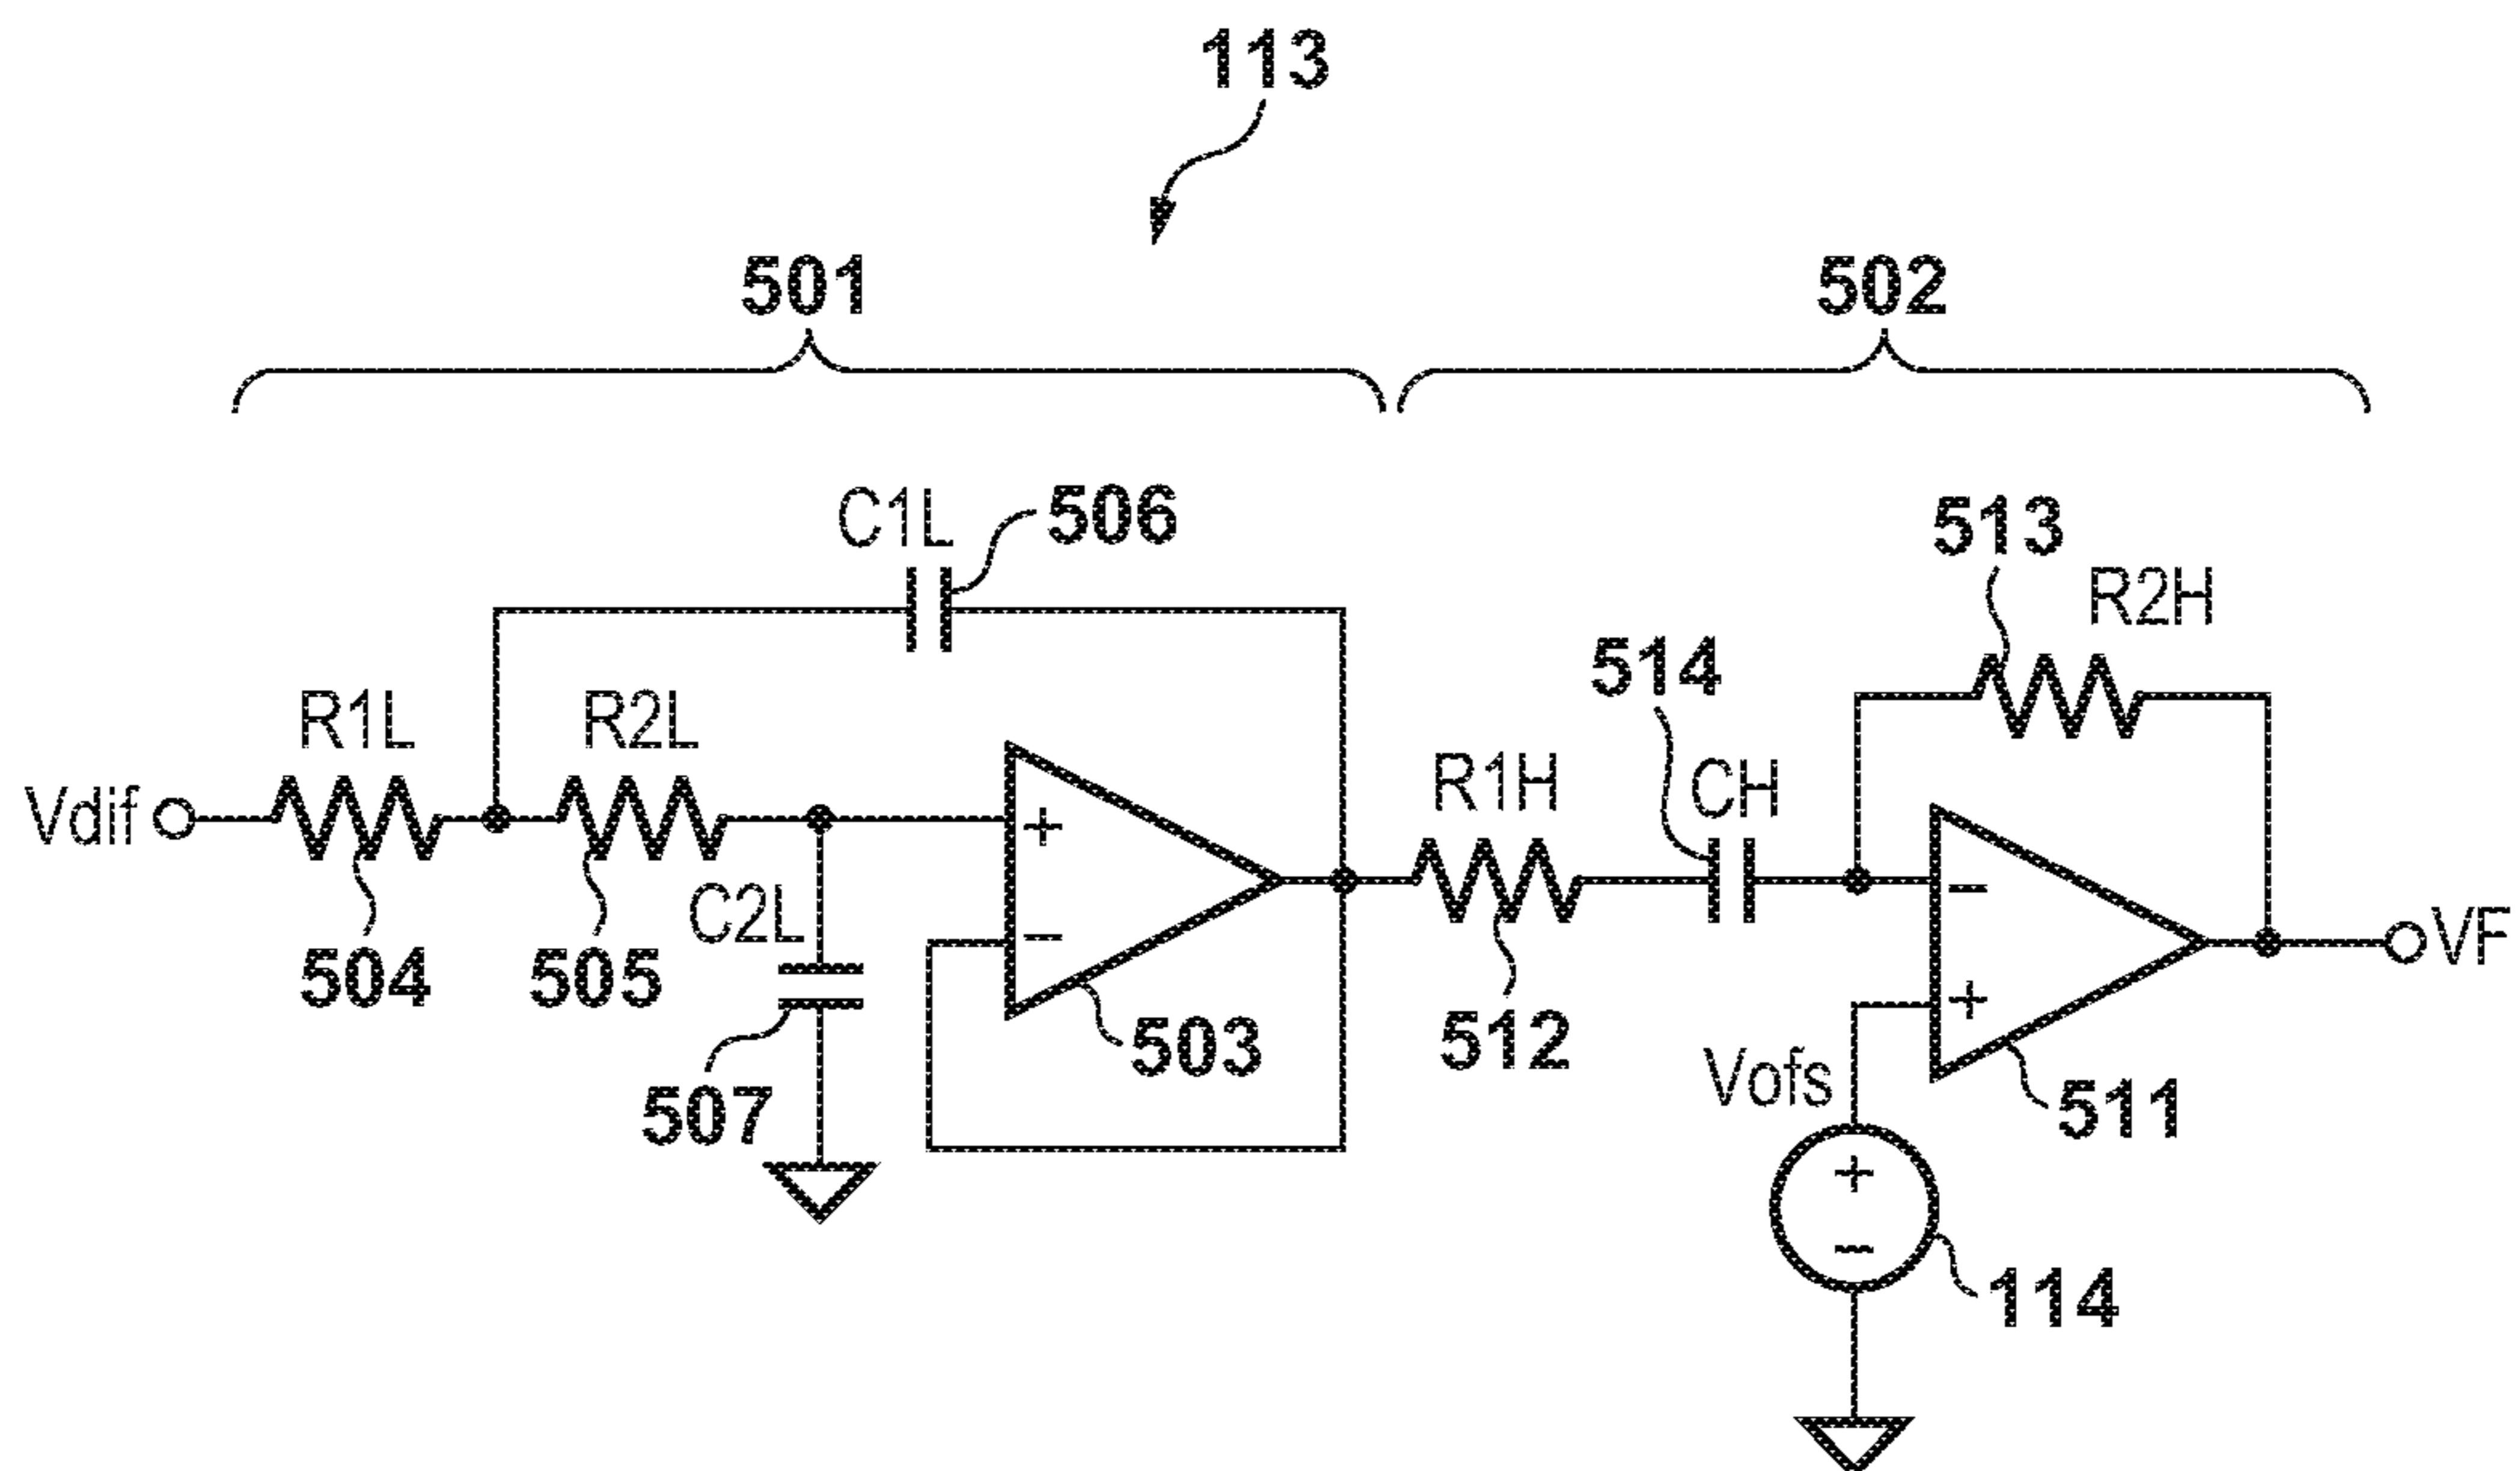 113
501
502
C1L
506
513
R2H
514
R1L
R2L
R1H
CH
Vdif
+
−
−
VF
C2L
504
505
503
512
+
Vofs
511
507
+
−
114